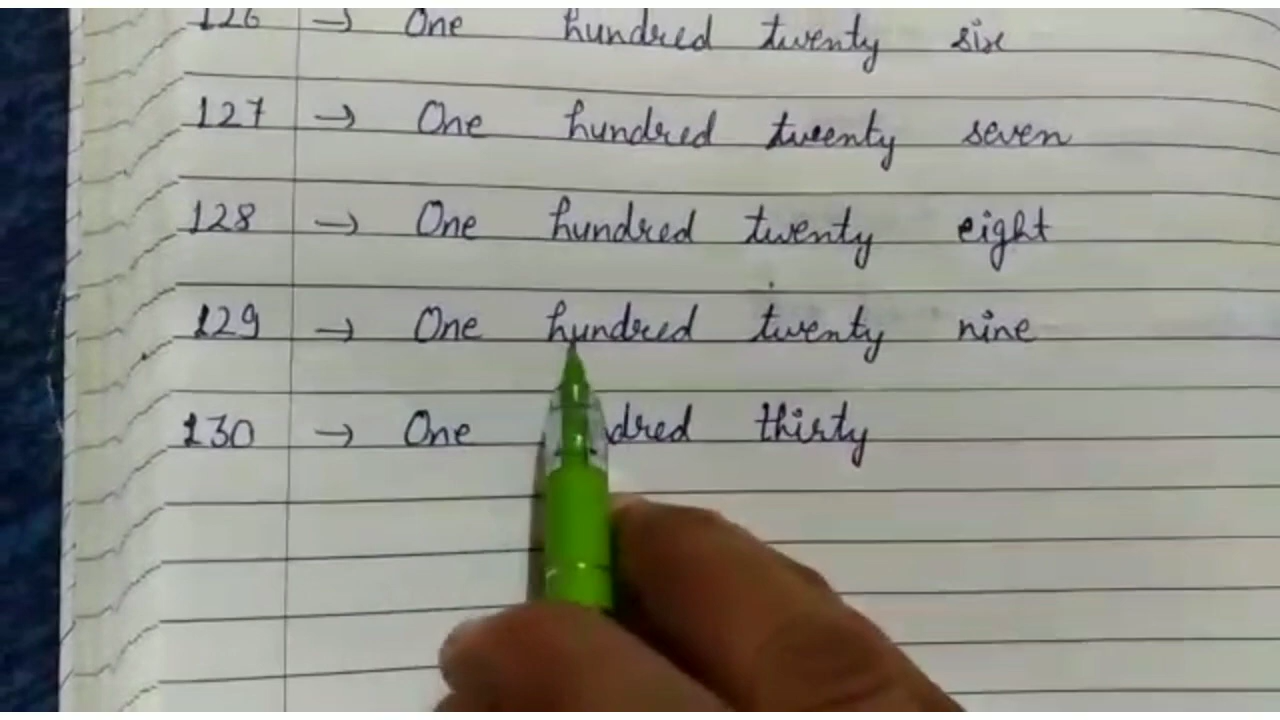 126 → One hundred twenty six
127 → One hundred twenty seven
128 → One hundred twenty eight
129 → One hundred twenty nine
130 → One dred thirty